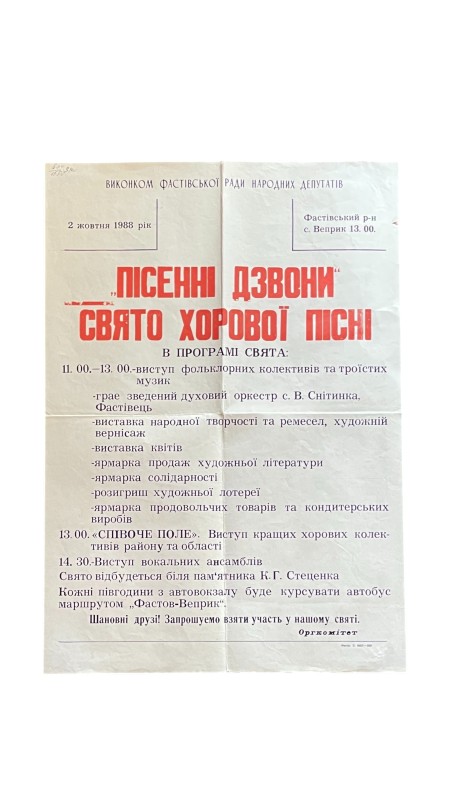 ВИКОНКОМ ФАСТІВСЬКОЇ РАДИ НАРОДНИХ ДЕПУТАТІВ
2 жовтня 1988 рік
Фастівський р-н
с. Веприк 13. 00.
„ПІСЕННІ ДЗВОНИ“
СВЯТО ХОРОВОЇ ПІСНІ
В ПРОГРАМІ СВЯТА:
11. 00.—13. 00.-виступ фольклорних колективів та троїстих
музик
-грає зведений духовий оркестр с. В. Снітинка,
Фастівець
-виставка народної творчості та ремесел, художній
вернісаж
-виставка квітів
-ярмарка продаж художньої літератури
-ярмарка солідарності
-розигриш художньої лотереї
-ярмарка продовольчих товарів та кондитерських
виробів
13. 00. «СПІВОЧЕ ПОЛЕ». Виступ кращих хорових колек-
тивів району та області
14. 30.-Виступ вокальних ансамблів
Свято відбудеться біля пам'ятника К. Г. Стеценка
Кожні півгодини з автовокзалу буде курсувати автобус
маршрутом „Фастов-Веприк“.
Шановні друзі! Запрошуємо взяти участь у нашому святі.
Оргкомітет